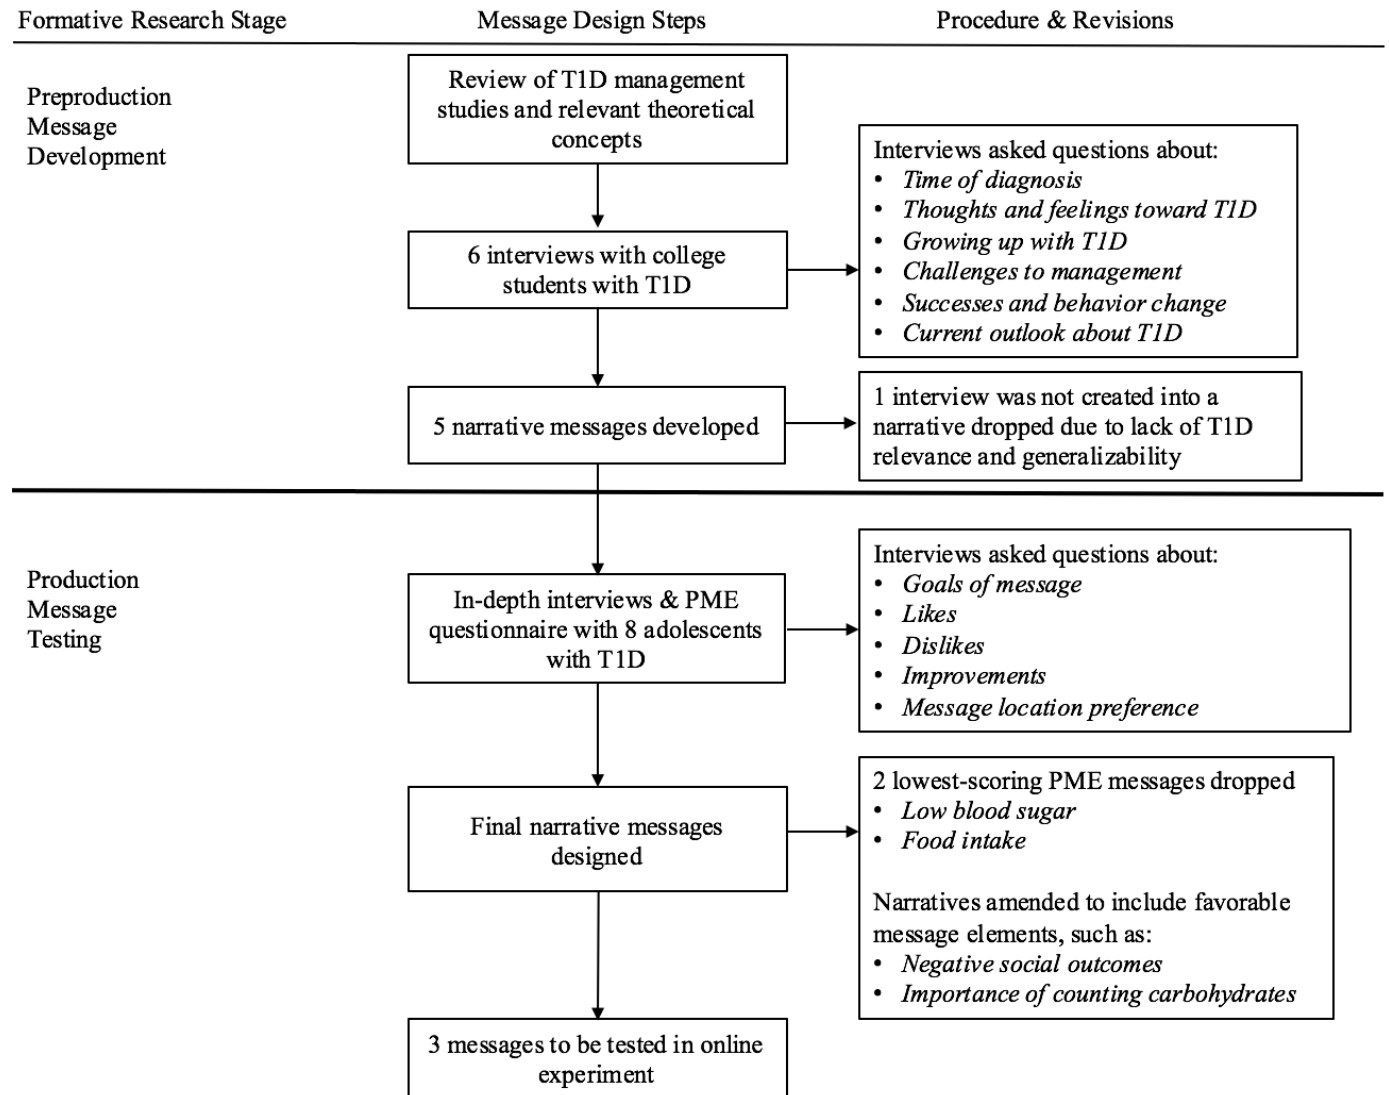 Formative Research Stage
Message Design Steps
Procedure & Revisions
Preproduction
Message
Development
Review of T1D management
studies and relevant theoretical
concepts
6 interviews with college
students with T1D
Interviews asked questions about:
• Time of diagnosis
• Thoughts and feelings toward T1D
• Growing up with T1D
• Challenges to management
• Successes and behavior change
• Current outlook about T1D
5 narrative messages developed
1 interview was not created into a
narrative dropped due to lack of T1D
relevance and generalizability
Production
Message
Testing
In-depth interviews & PME
questionnaire with 8 adolescents
with T1D
Interviews asked questions about:
• Goals of message
• Likes
• Dislikes
• Improvements
• Message location preference
Final narrative messages
designed
2 lowest-scoring PME messages dropped
• Low blood sugar
• Food intake
Narratives amended to include favorable
message elements, such as:
• Negative social outcomes
• Importance of counting carbohydrates
3 messages to be tested in online
experiment